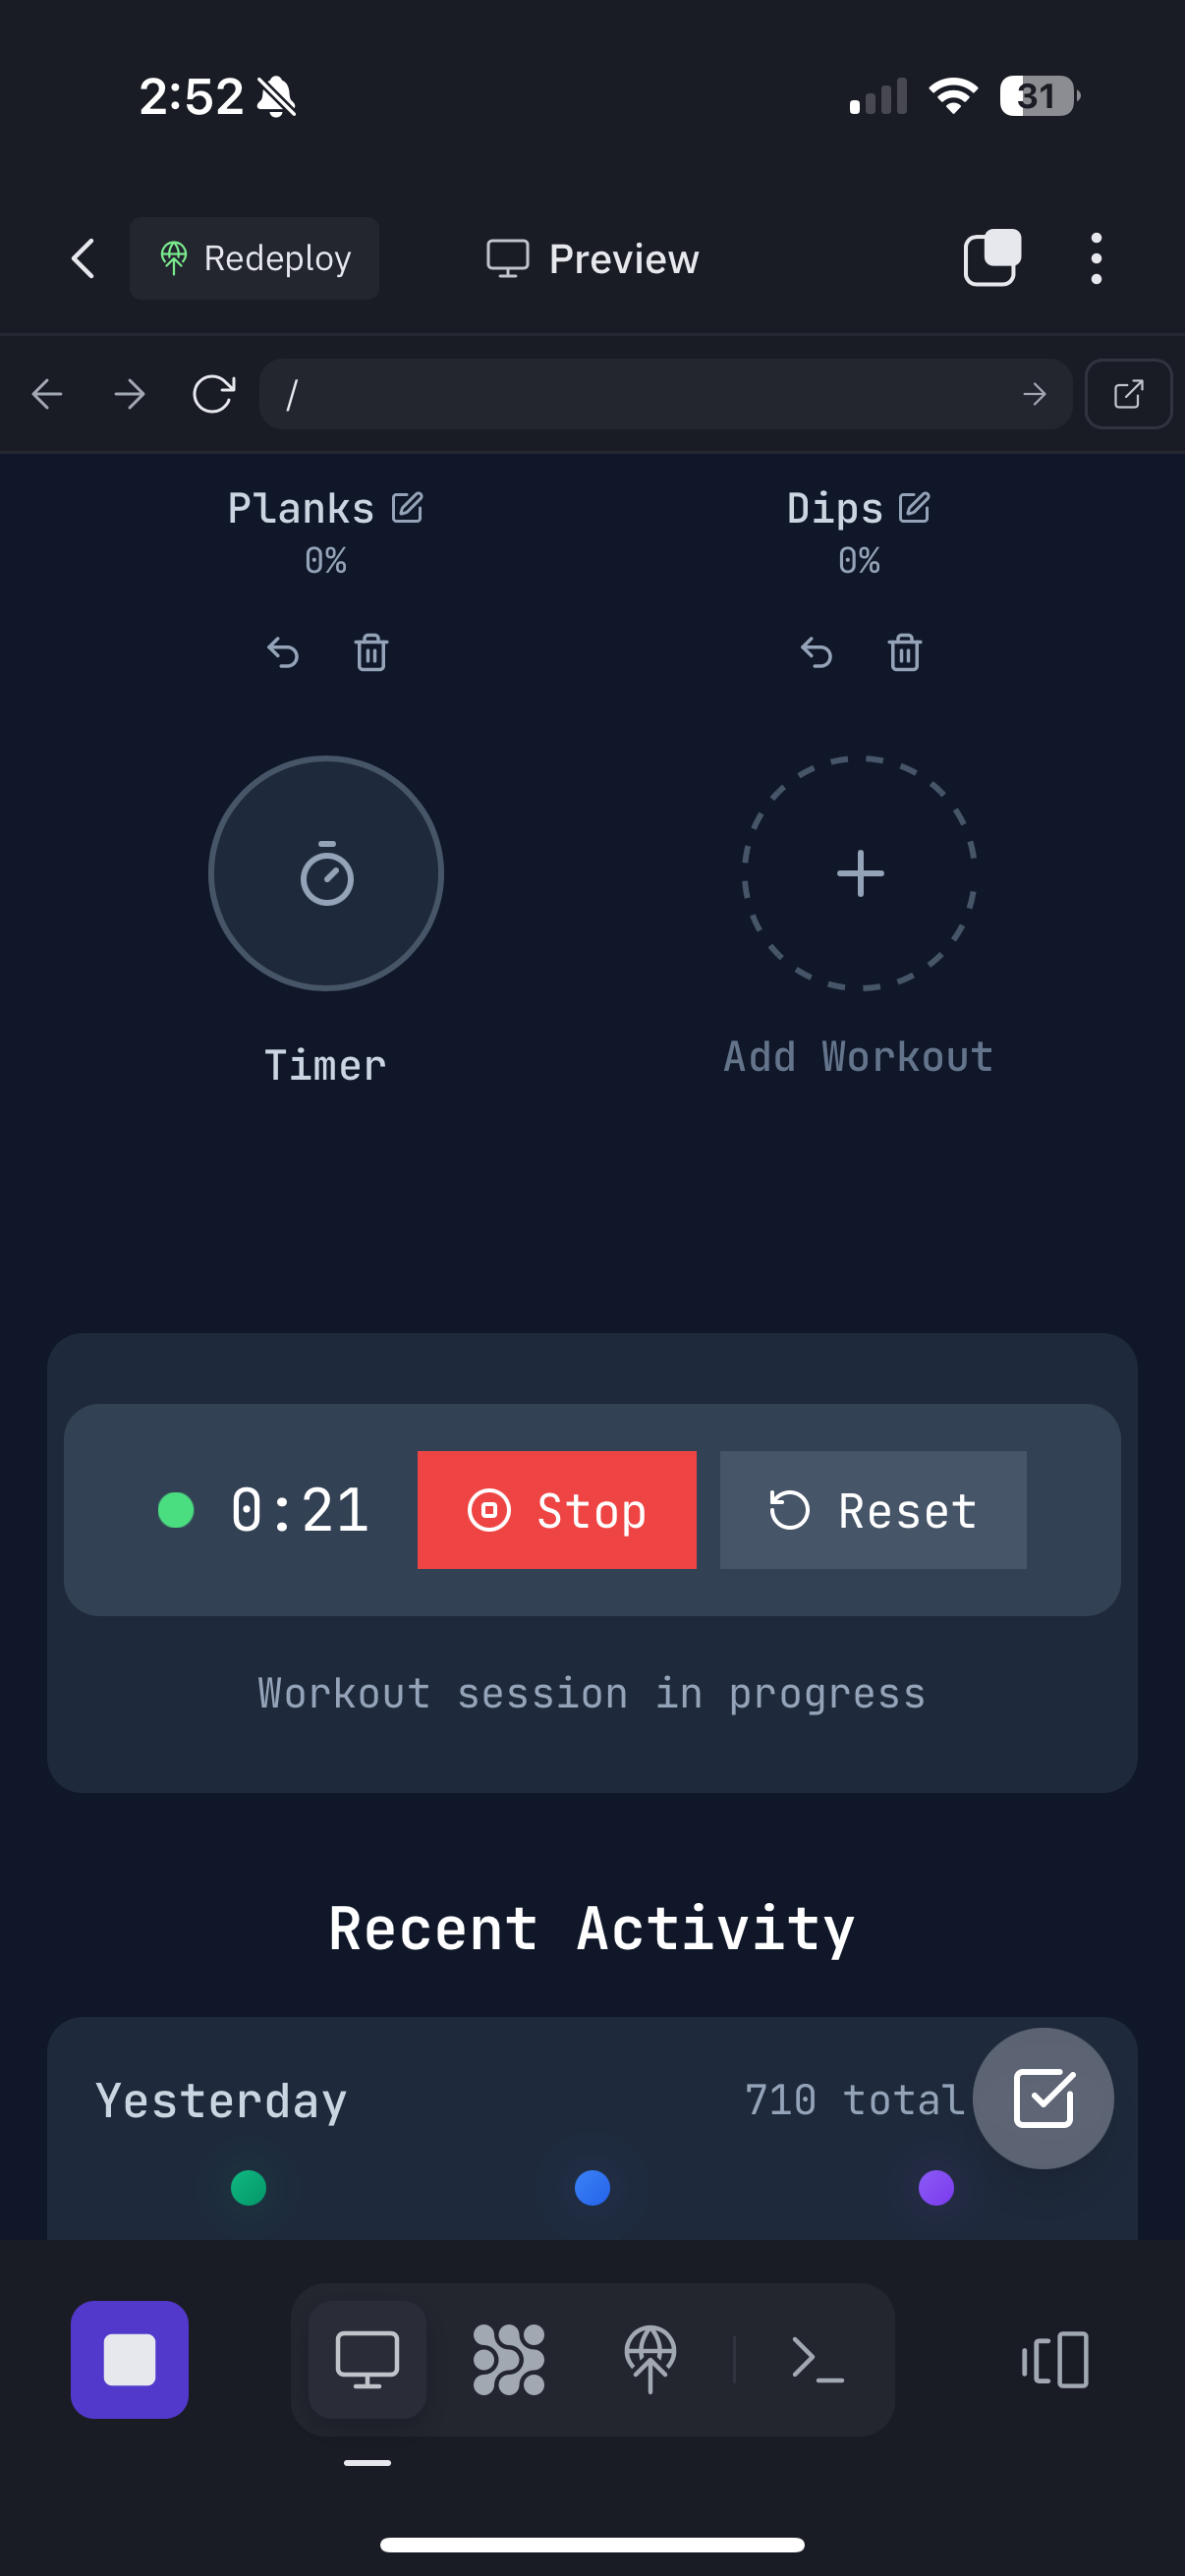 2:52 31
Redeploy Preview
/
Planks Dips
0% 0%
Timer Add Workout
0:21 Stop Reset
Workout session in progress
Recent Activity
Yesterday 710 total